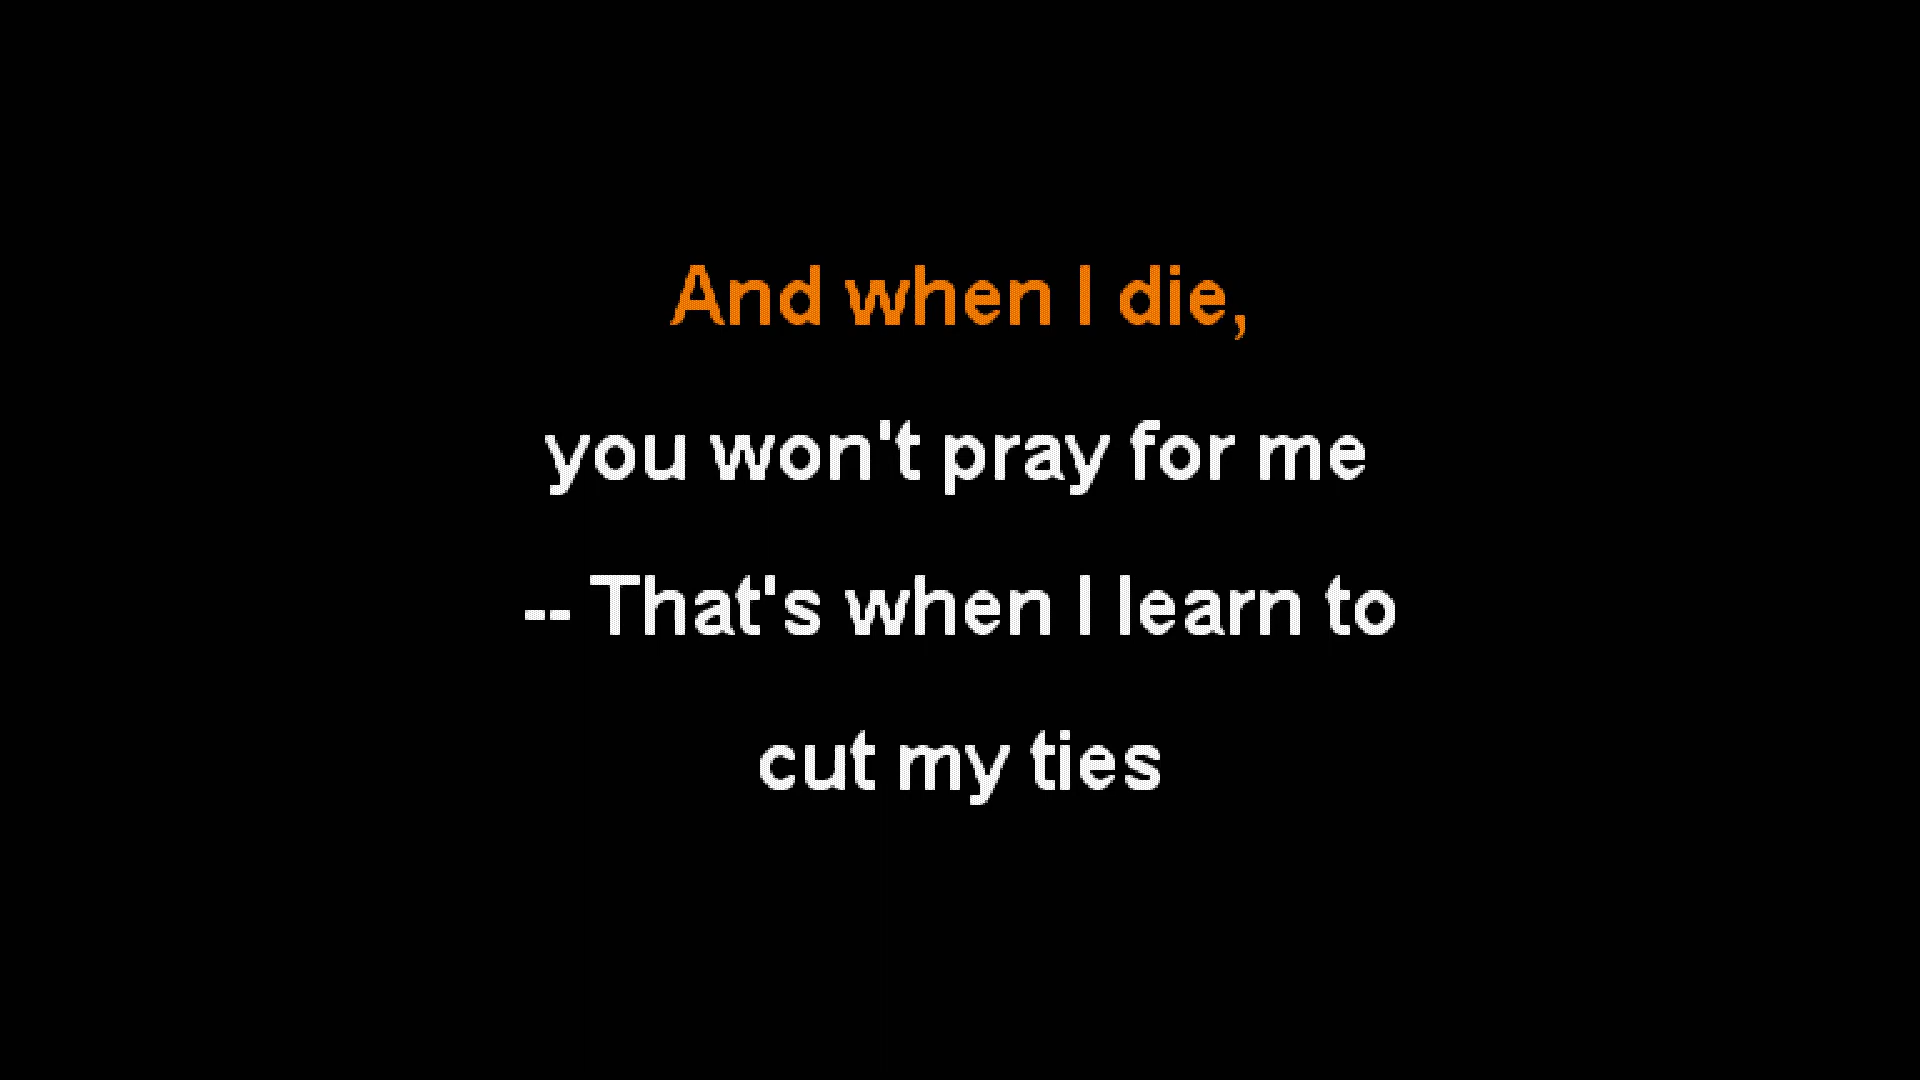 And when I die,
you won't pray for me
-- That's when I learn to
cut my ties